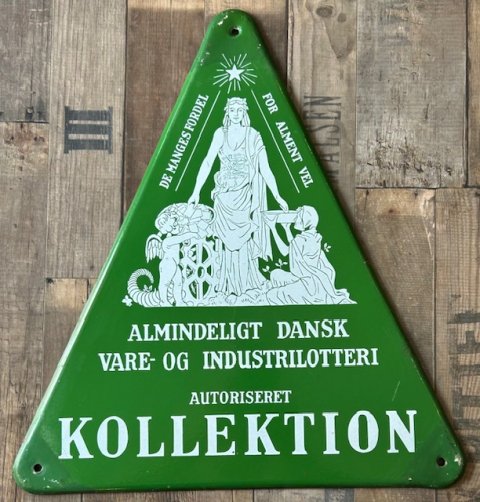 DE MANGES FORDEL
FOR ALMENT VEL
ALMINDELIGT DANSK
VARE- OG INDUSTRILOTTERI
AUTORISERET
KOLLEKTION